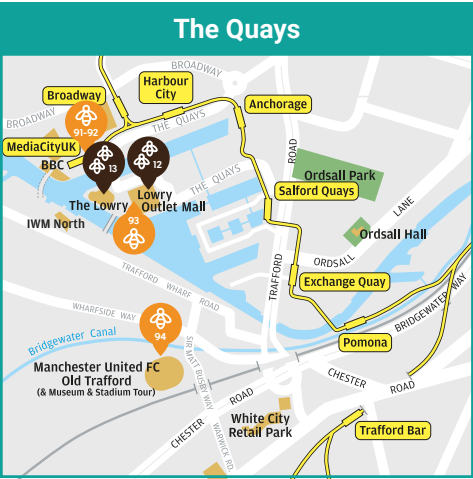 The Quays
BROADWAY
Harbour
City
Broadway
Anchorage
BROADWAY
91-92
THE QUAYS
MediaCityUK
BBC
13
12
ROAD
Ordsall Park
THE QUAYS
The Lowry
Lowry
Outlet Mall
Salford Quays
LANE
93
IWM North
Ordsall Hall
ORDSALL
TRAFFORD
TRAFFORD WHARF ROAD
Exchange Quay
BRIDGEWATER WAY
WHARFSIDE WAY
94
Bridgewater Canal
Pomona
SIR MATT BUSBY WAY
Manchester United FC
Old Trafford
(& Museum & Stadium Tour)
CHESTER
ROAD
ROAD
White City
Retail Park
CHESTER
WARWICK RD.
Trafford Bar